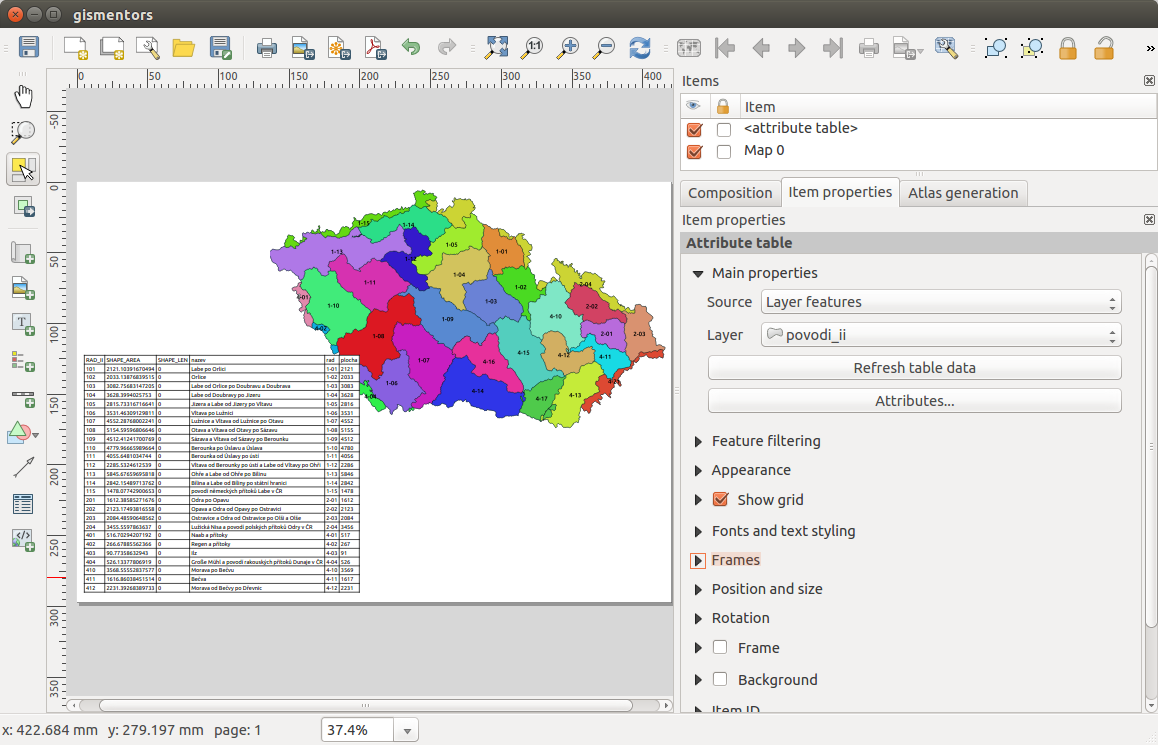 gismentors
1:1
»
0 50 100 150 200 250 300 350 400
-50 0 50 100 150 200 250 300 350
Items
Item
<attribute table>
Map 0
Composition Item properties Atlas generation
Item properties
Attribute table
Main properties
Source Layer features
Layer povodi_ii
Refresh table data
Attributes...
Feature filtering
Appearance
Show grid
Fonts and text styling
Frames
Position and size
Rotation
Frame
Background
Item ID
1-15
1-14
1-13
1-05
1-01
1-04
1-11
1-02
2-04
4-01
1-10
1-03
2-02
4-10
4-02
1-09
2-01
2-03
1-08
4-15
4-12
4-11
1-07
4-16
1-06
4-14
4-13
4-17
RAD_II SHAPE_AREA SHAPE_LEN nazev rad plocha
101 2121.10391670494 0 Labe po Orlici 1-01 2121
102 2033.13876839515 0 Orlice 1-02 2033
103 3082.75683147205 0 Labe od Orlice po Doubravu a Doubrava 1-03 3083
104 3628.3994025753 0 Labe od Doubravy po Jizeru 1-04 3628
105 2815.73316716641 0 Jizera a Labe od Jizery po Vltavu 1-05 2816
106 3531.46309129811 0 Vltava po Lužnici 1-06 3531
107 4552.28768002241 0 Lužnice a Vltava od Lužnice po Otavu 1-07 4552
108 5154.59596806646 0 Otava a Vltava od Otavy po Sázavu 1-08 5155
109 4512.41241700769 0 Sázava a Vltava od Sázavy po Berounku 1-09 4512
110 4779.96665989664 0 Berounka po Úslavu a Úslava 1-10 4780
111 4055.6481034744 0 Berounka od Úslavy po ústí 1-11 4056
112 2285.5324612539 0 Vltava od Berounky po ústí a Labe od Vltavy po Ohři 1-12 2286
113 5845.67659695818 0 Ohře a Labe od Ohře po Bílinu 1-13 5846
114 2842.15489713762 0 Bílina a Labe od Bíliny po státní hranici 1-14 2842
115 1478.07742900653 0 povodí německých přítoků Labe v ČR 1-15 1478
201 1612.38585271676 0 Odra po Opavu 2-01 1612
202 2123.17493816558 0 Opava a Odra od Opavy po Ostravici 2-02 2123
203 2084.48590648562 0 Ostravice a Odra od Ostravice po Olši a Olše 2-03 2084
204 3455.5597863637 0 Lužická Nisa a povodí polských přítoků Odry v ČR 2-04 3456
401 516.70294207192 0 Naab a přítoky 4-01 517
402 266.67885562366 0 Regen a přítoky 4-02 267
403 90.77358632943 0 Ilz 4-03 91
404 526.13377806919 0 Große Mühl a povodí rakouských přítoků Dunaje v ČR 4-04 526
410 3568.55552837577 0 Morava po Bečvu 4-10 3569
411 1616.86038451514 0 Bečva 4-11 1617
412 2231.39268389733 0 Morava od Bečvy po Dřevnic 4-12 2231
x: 422.684 mm y: 279.197 mm page: 1 37.4%